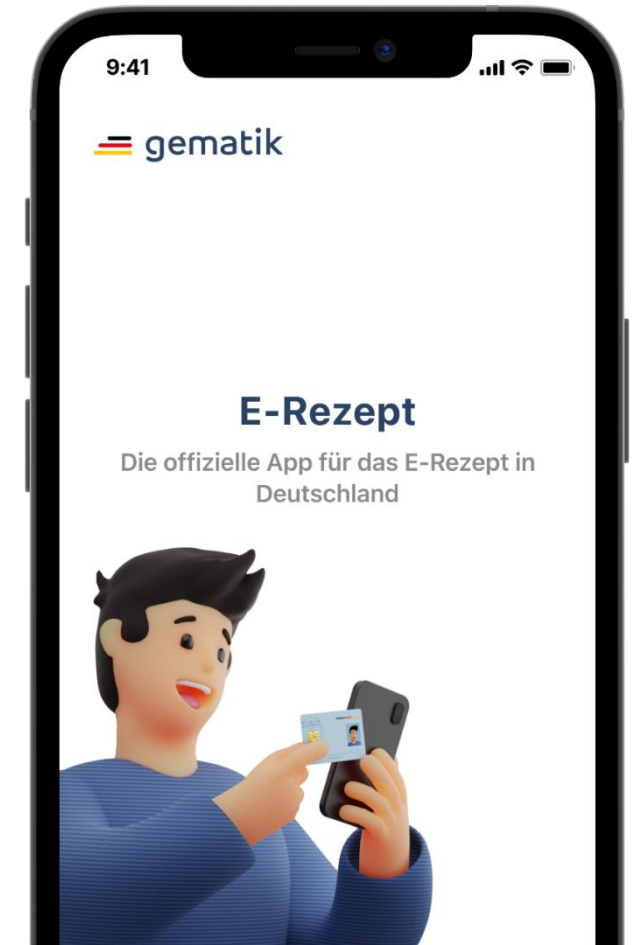 9:41
gematik
E-Rezept
Die offizielle App für das E-Rezept in
Deutschland